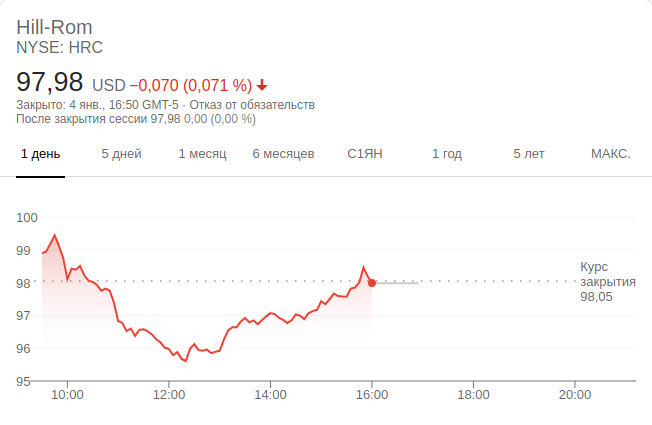 Hill-Rom
NYSE: HRC
97,98 USD −0,070 (0,071 %)
Закрыто: 4 янв., 16:50 GMT-5 · Отказ от обязательств
После закрытия сессии 97,98 0,00 (0,00 %)
1 день 5 дней 1 месяц 6 месяцев С1ЯН 1 год 5 лет МАКС.
100
99
98
97
96
95
Курс
закрытия
98,05
10:00 12:00 14:00 16:00 18:00 20:00